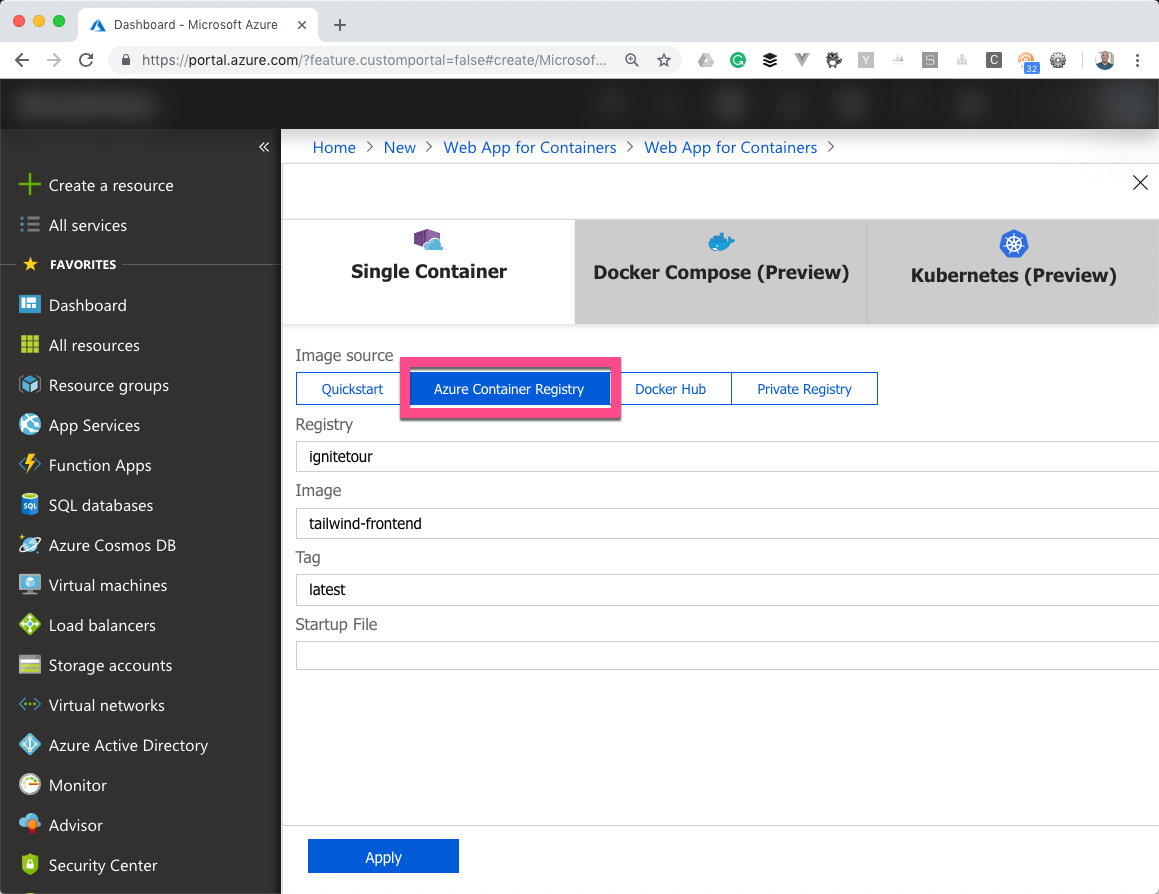 Dashboard - Microsoft Azure
https://portal.azure.com/?feature.customportal=false#create/Microsof...
Y
S
C
32
Home > New > Web App for Containers > Web App for Containers >
Create a resource
All services
FAVORITES
Dashboard
All resources
Resource groups
App Services
Function Apps
SQL
SQL databases
Azure Cosmos DB
Virtual machines
Load balancers
Storage accounts
Virtual networks
Azure Active Directory
Monitor
Advisor
Security Center
Single Container
Docker Compose (Preview)
Kubernetes (Preview)
Image source
Quickstart Azure Container Registry Docker Hub Private Registry
Registry
ignitetour
Image
tailwind-frontend
Tag
latest
Startup File
Apply